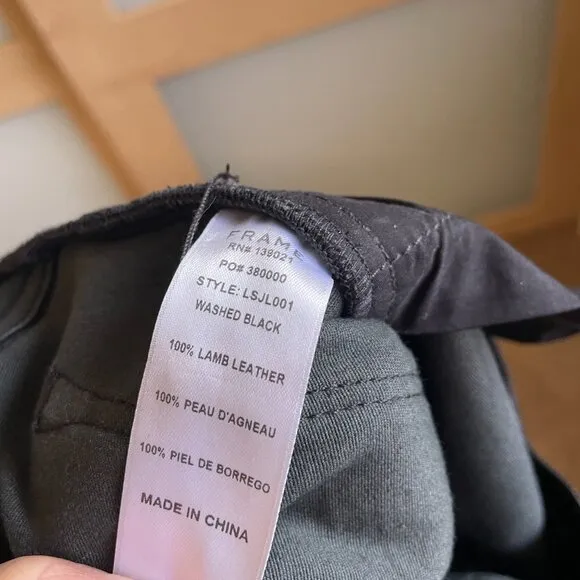 FRAME
RN# 139021
PO# 380000
STYLE: LSJL001
WASHED BLACK
100% LAMB LEATHER
100% PEAU D'AGNEAU
100% PIEL DE BORREGO
MADE IN CHINA